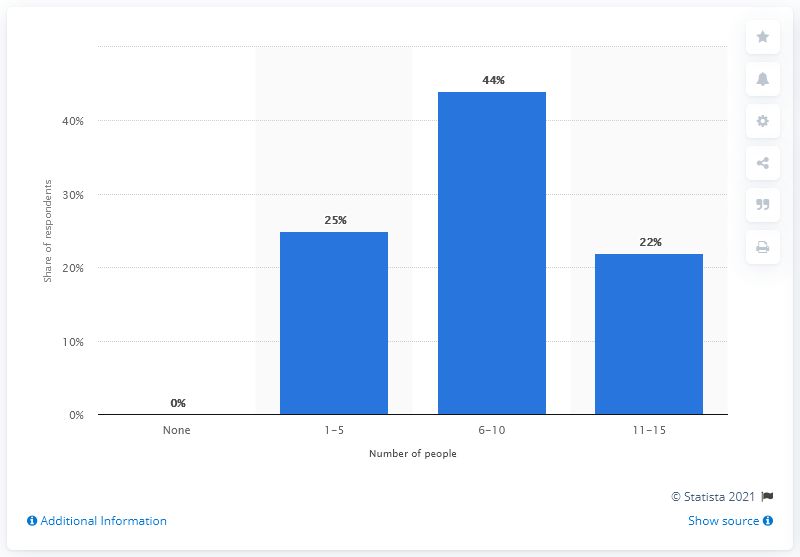 44%
40%
30%
25%
22%
20%
10%
0%
0%
Share of respondents
None
1–5
6–10
11–15
Number of people
© Statista 2021
Additional Information
Show source